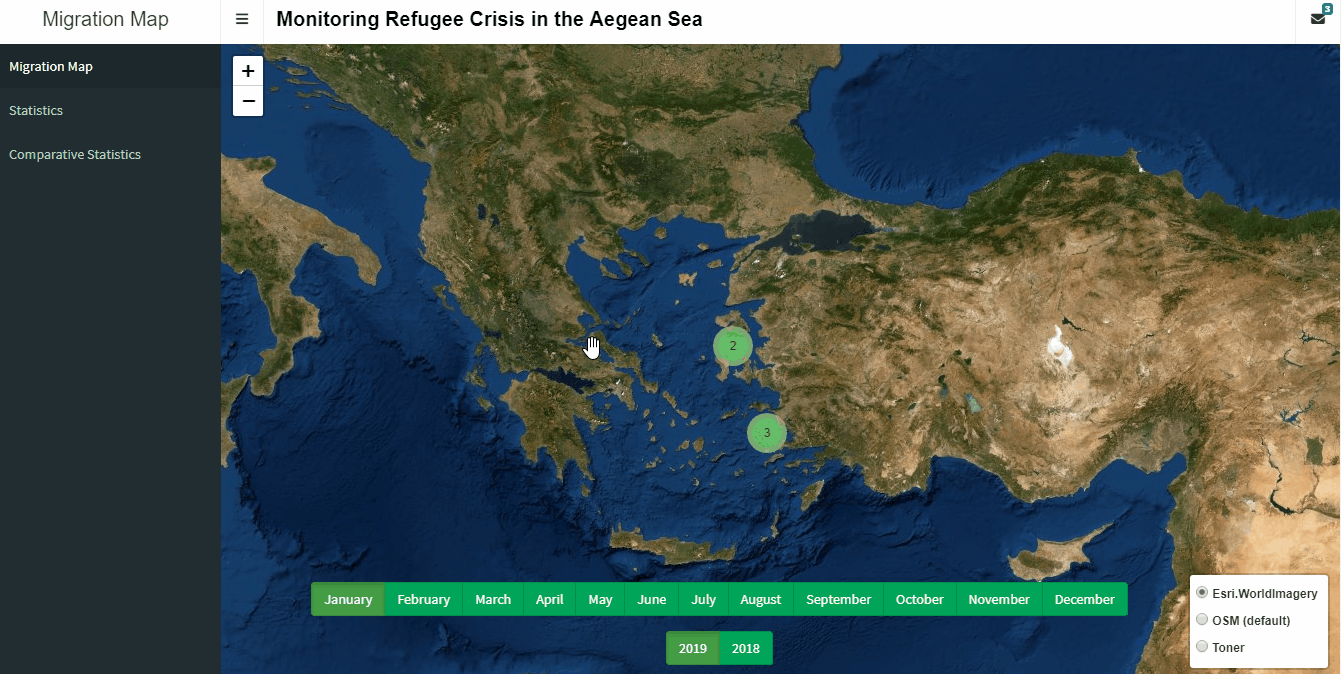 Migration Map
Monitoring Refugee Crisis in the Aegean Sea
3
Migration Map
Statistics
Comparative Statistics
+
−
2
3
January February March April May June July August September October November December
2019 2018
Esri.WorldImagery
OSM (default)
Toner